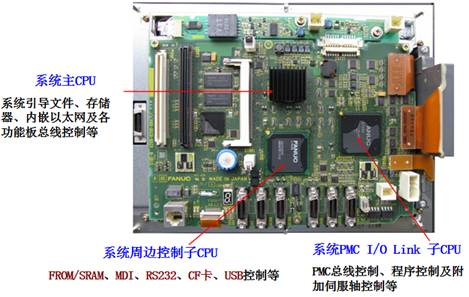 系统主CPU
系统引导文件、存储
器、内嵌以太网及各
功能板总线控制等
FANUC
FANUC
FANUC
MADE IN JAPAN
系统周边控制子CPU
FROM/SRAM、MDI、RS232、CF卡、USB控制等
系统PMC I/O Link 子CPU
PMC总线控制、程序控制及附
加伺服轴控制等